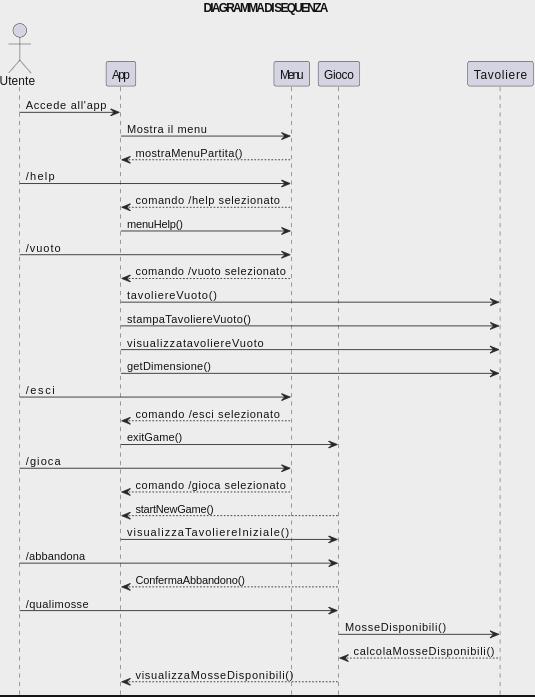 DIAGRAMMA DI SEQUENZA
Utente
App
Menu
Gioco
Tavoliere
Accede all'app
Mostra il menu
mostraMenuPartita()
/help
comando /help selezionato
menuHelp()
/vuoto
comando /vuoto selezionato
tavoliereVuoto()
stampaTavoliereVuoto()
visualizzatavoliereVuoto
getDimensione()
/esci
comando /esci selezionato
exitGame()
/gioca
comando /gioca selezionato
startNewGame()
visualizzaTavoliereIniziale()
/abbandona
ConfermaAbbandono()
/qualimosse
MosseDisponibili()
calcolaMosseDisponibili()
visualizzaMosseDisponibili()